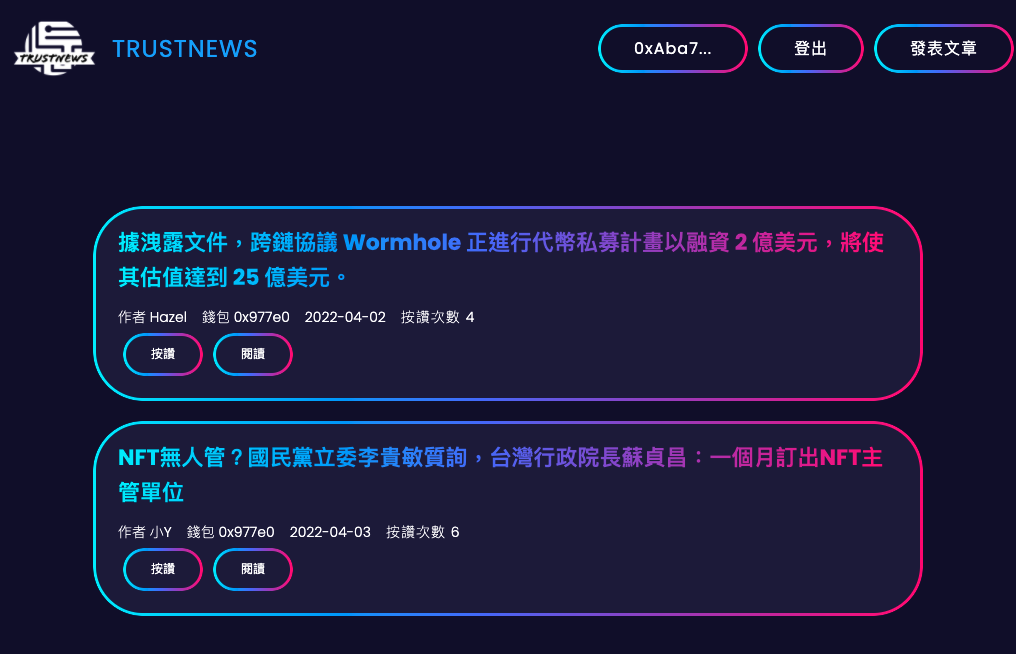 TRUSTNEWS
TRUSTNEWS
0xAba7...
登出
發表文章
據洩露文件，跨鏈協議 Wormhole 正進行代幣私募計畫以融資 2 億美元，將使
其估值達到 25 億美元。
作者 Hazel 錢包 0x977e0 2022-04-02 按讚次數 4
按讚 閱讀
NFT無人管？國民黨立委李貴敏質詢，台灣行政院長蘇貞昌：一個月訂出NFT主
管單位
作者 小Y 錢包 0x977e0 2022-04-03 按讚次數 6
按讚 閱讀